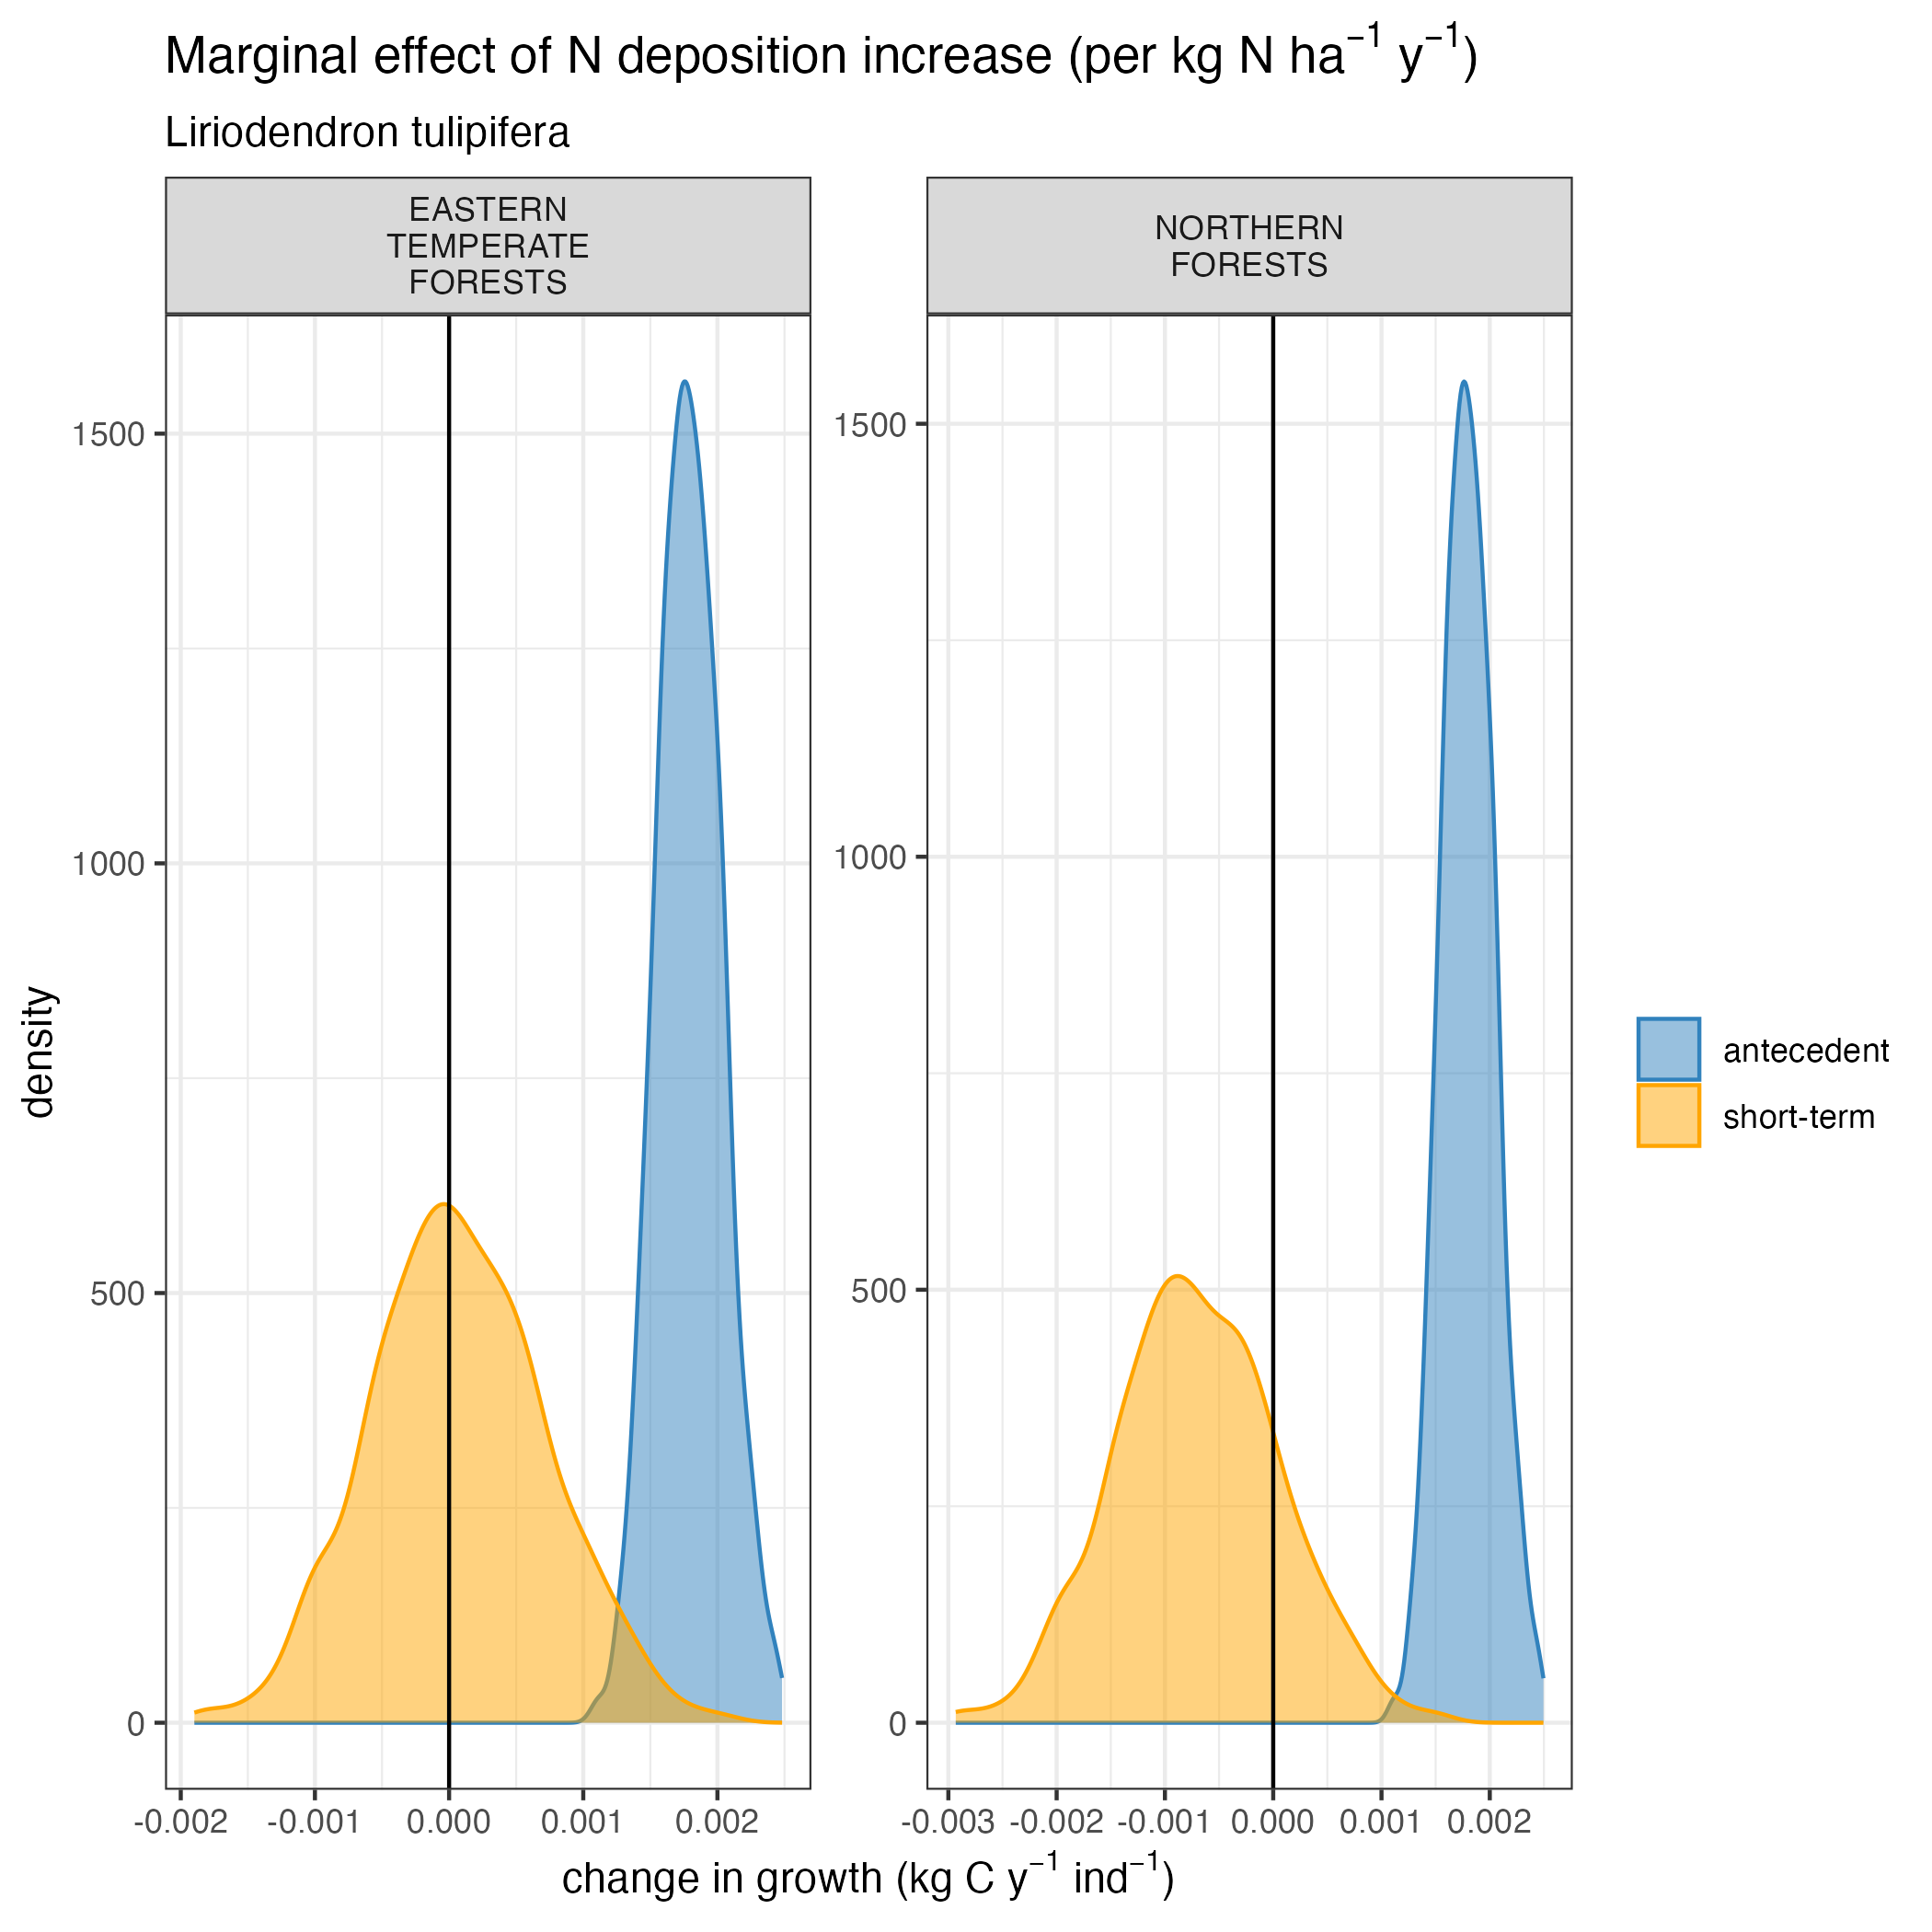 Marginal effect of N deposition increase (per kg N ha⁻¹ y⁻¹)
Liriodendron tulipifera
EASTERN
TEMPERATE
FORESTS
NORTHERN
FORESTS
density
1500
1000
500
0
1500
1000
500
0
-0.002 -0.001 0.000 0.001 0.002
-0.003 -0.002 -0.001 0.000 0.001 0.002
change in growth (kg C y⁻¹ ind⁻¹)
antecedent
short-term